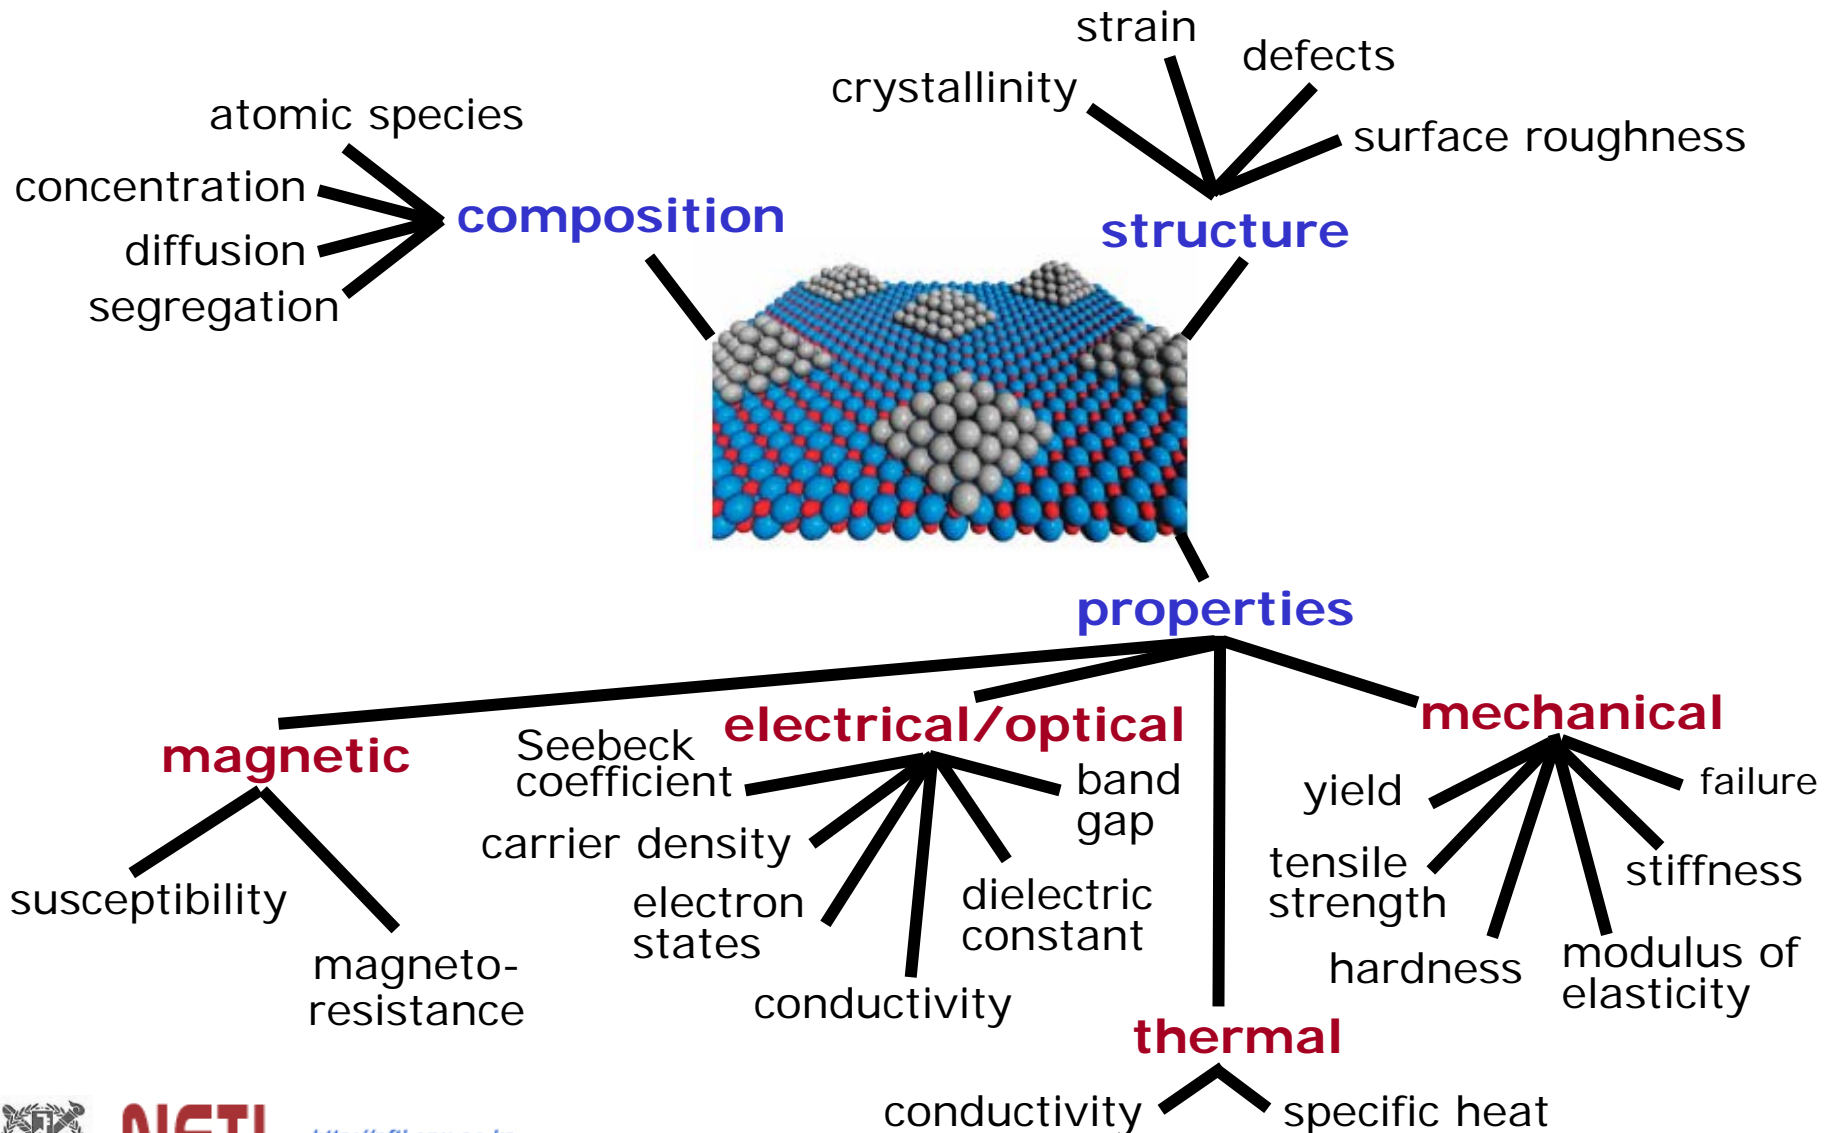 strain
defects
crystallinity
surface roughness
atomic species
concentration
diffusion
segregation
composition
structure
properties
magnetic
susceptibility
magneto-
resistance
electrical/optical
Seebeck
coefficient
carrier density
electron
states
conductivity
dielectric
constant
band
gap
mechanical
yield
tensile
strength
hardness
modulus of
elasticity
stiffness
failure
thermal
conductivity
specific heat